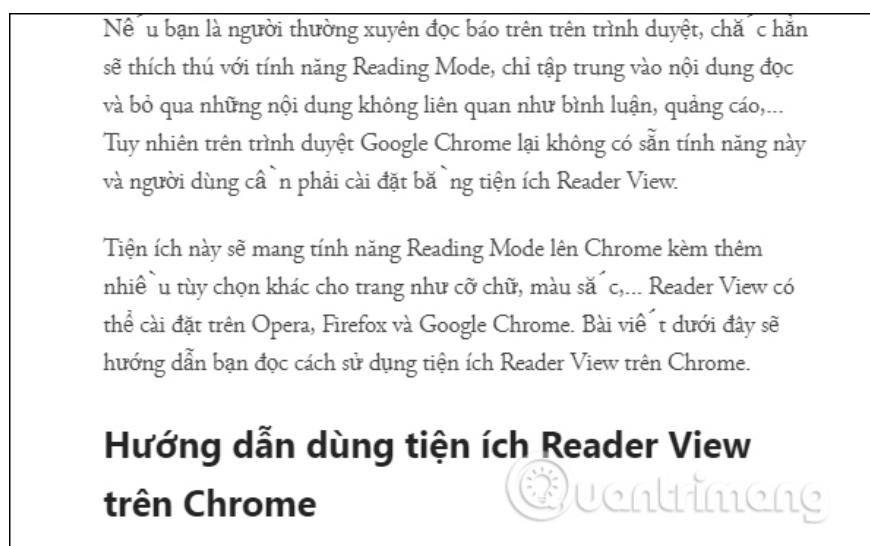 Nếu bạn là người thường xuyên đọc báo trên trên trình duyệt, chắc hẳn
sẽ thích thú với tính năng Reading Mode, chỉ tập trung vào nội dung đọc
và bỏ qua những nội dung không liên quan như bình luận, quảng cáo,...
Tuy nhiên trên trình duyệt Google Chrome lại không có sẵn tính năng này
và người dùng cần phải cài đặt bằng tiện ích Reader View.
Tiện ích này sẽ mang tính năng Reading Mode lên Chrome kèm thêm
nhiều tùy chọn khác cho trang như cỡ chữ, màu sắc,... Reader View có
thể cài đặt trên Opera, Firefox và Google Chrome. Bài viết dưới đây sẽ
hướng dẫn bạn đọc cách sử dụng tiện ích Reader View trên Chrome.
Hướng dẫn dùng tiện ích Reader View
trên Chrome
Quantrimang